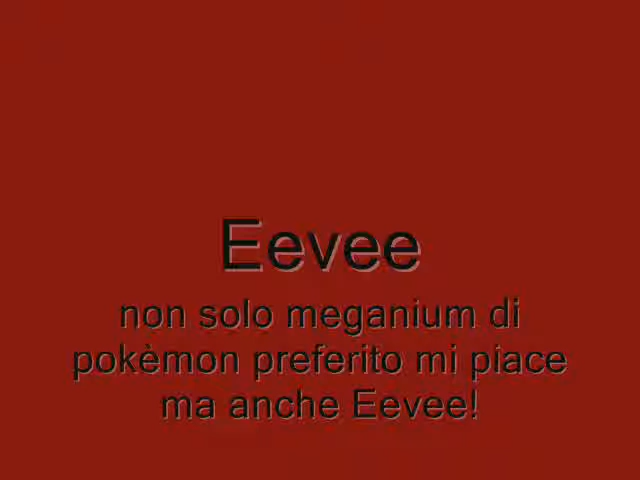 Eevee
non solo meganium di
pokèmon preferito mi piace
ma anche Eevee!